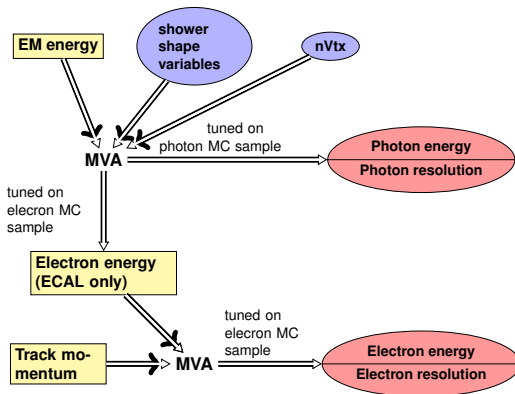 EM energy
shower
shape
variables
nVtx
tuned on
photon MC sample
MVA
Photon energy
Photon resolution
tuned on
elecron MC
sample
Electron energy
(ECAL only)
tuned on
elecron MC
sample
Track mo-
mentum
MVA
Electron energy
Electron resolution